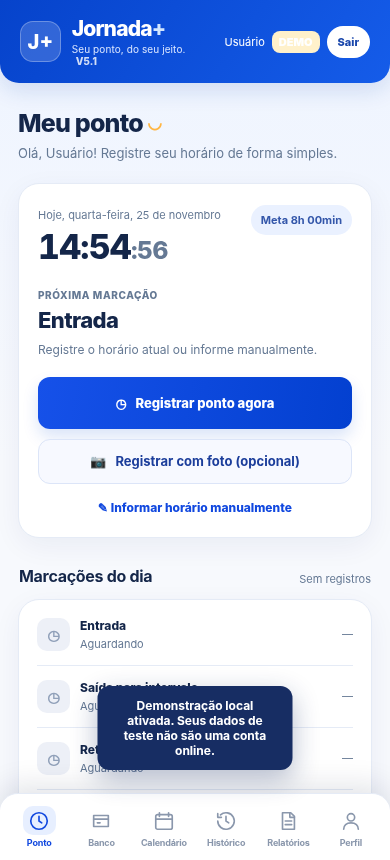 J+
Jornada+
Seu ponto, do seu jeito.
V5.1
Usuário
DEMO
Sair
Meu ponto
Olá, Usuário! Registre seu horário de forma simples.
Hoje, quarta-feira, 25 de novembro
Meta 8h 00min
14:54:56
PRÓXIMA MARCAÇÃO
Entrada
Registre o horário atual ou informe manualmente.
Registrar ponto agora
Registrar com foto (opcional)
✎ Informar horário manualmente
Marcações do dia
Sem registros
Entrada
Aguardando
—
—
—
Demonstração local
ativada. Seus dados de
teste não são uma conta
online.
Ponto
Banco
Calendário
Histórico
Relatórios
Perfil